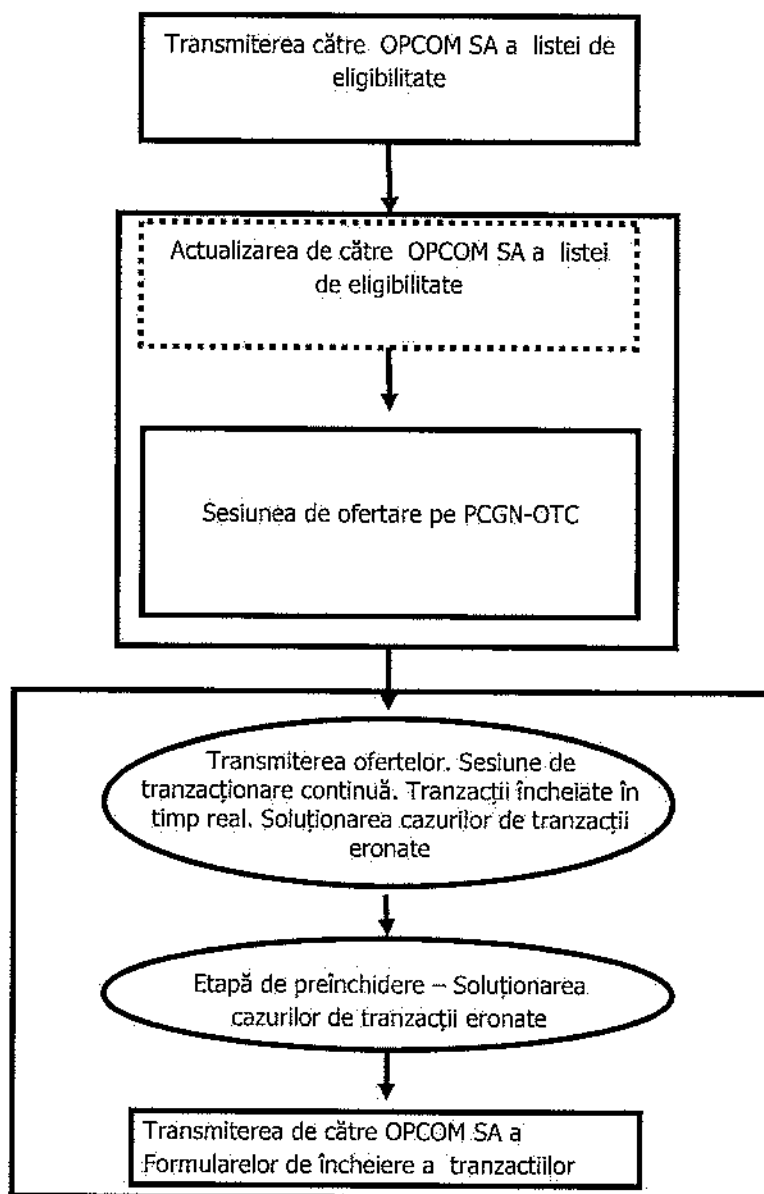 Transmiterea către OPCOM SA a listei de
eligibilitate
Actualizarea de către OPCOM SA a listei
de eligibilitate
Sesiunea de ofertare pe PCGN-OTC
Transmiterea ofertelor. Sesiune de
tranzacționare continuă. Tranzacții încheiate în
timp real. Soluționarea cazurilor de tranzacții
eronate
Etapă de preînchidere – Soluționarea
cazurilor de tranzacții eronate
Transmiterea de către OPCOM SA a
Formularelor de încheiere a tranzactiilor